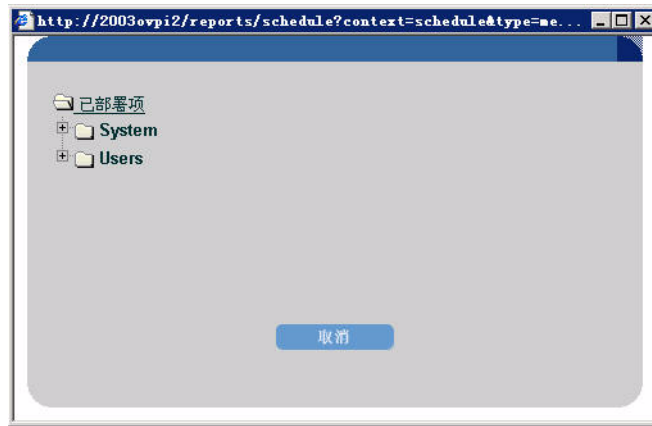 http://2003ovpi2/reports/schedule?context=schedule&type=me...
已部署项
System
Users
取消